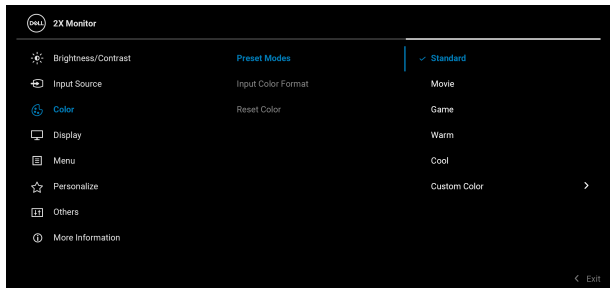 DELL 2X Monitor
Brightness/Contrast Preset Modes Standard
Input Source Input Color Format Movie
Color Reset Color Game
Display Warm
Menu Cool
Personalize Custom Color
Others
More Information
Exit